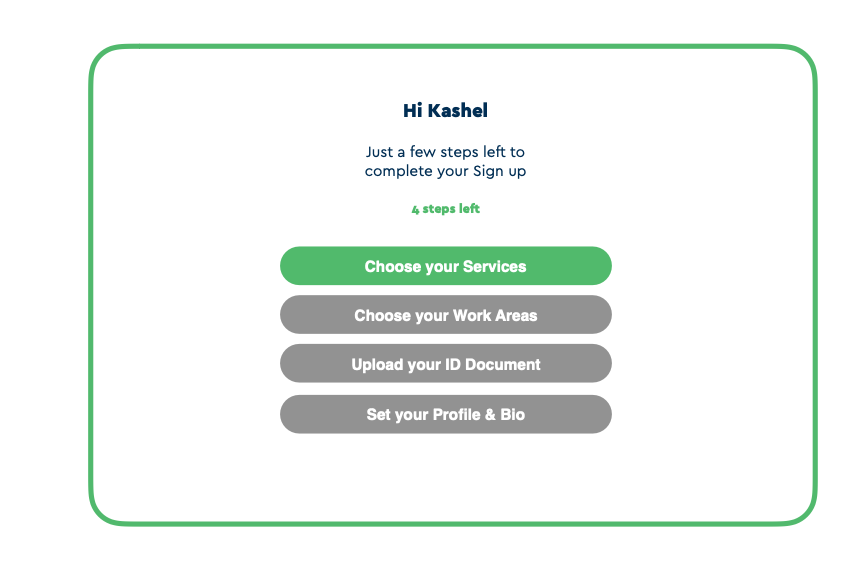 Hi Kashel
Just a few steps left to
complete your Sign up
4 steps left
Choose your Services
Choose your Work Areas
Upload your ID Document
Set your Profile & Bio